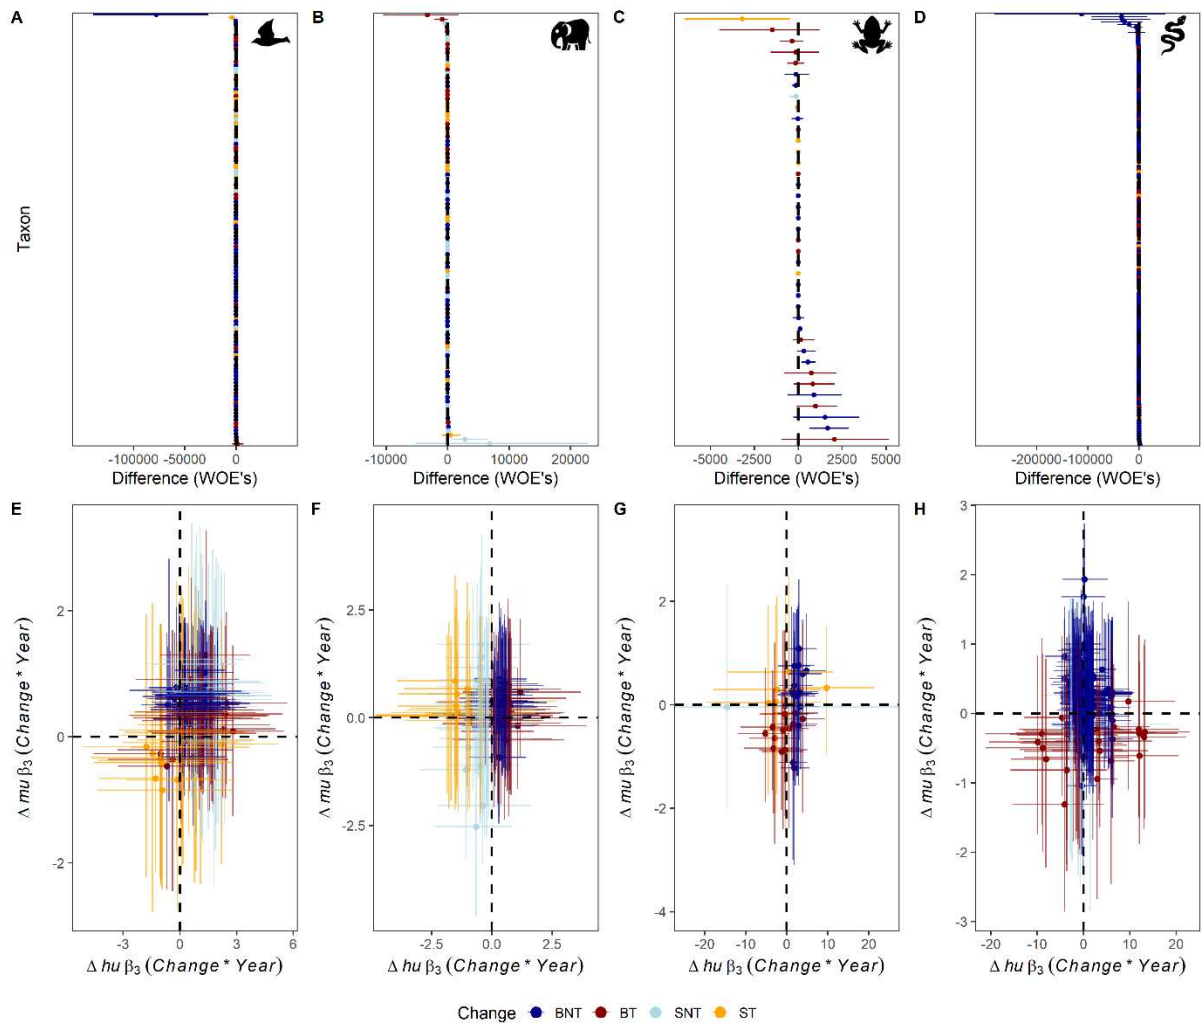 A B C D
Taxon
-100000 -50000 0
-10000 0 10000 20000
-5000 -2500 0 2500 5000
-200000 -100000 0
Difference (WOE's) Difference (WOE's) Difference (WOE's) Difference (WOE's)
E F G H
Δ mu β3 (Change * Year)
2
0
-2
-3 0 3 6
Δ hu β3 (Change * Year)
Δ mu β3 (Change * Year)
2.5
0.0
-2.5
-2.5 0.0 2.5
Δ hu β3 (Change * Year)
Δ mu β3 (Change * Year)
2
0
-2
-4
-20 -10 0 10 20
Δ hu β3 (Change * Year)
Δ mu β3 (Change * Year)
3
2
1
0
-1
-2
-3
-20 -10 0 10 20
Δ hu β3 (Change * Year)
Change BNT BT SNT ST